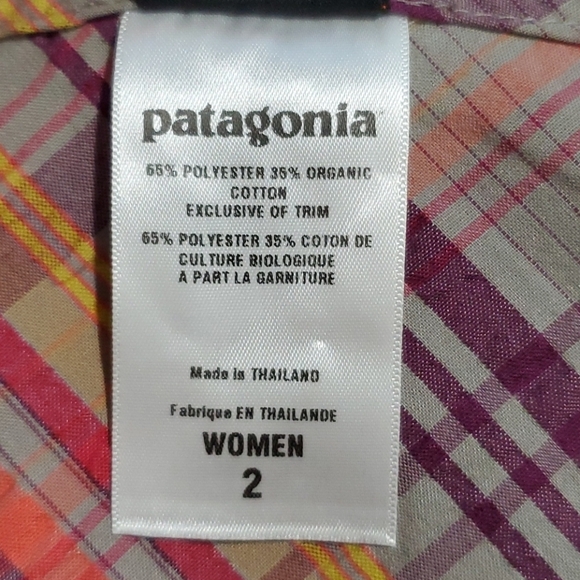 patagonia
65% POLYESTER 35% ORGANIC
COTTON
EXCLUSIVE OF TRIM
65% POLYESTER 35% COTON DE
CULTURE BIOLOGIQUE
A PART LA GARNITURE
Made in THAILAND
Fabrique EN THAILANDE
WOMEN
2